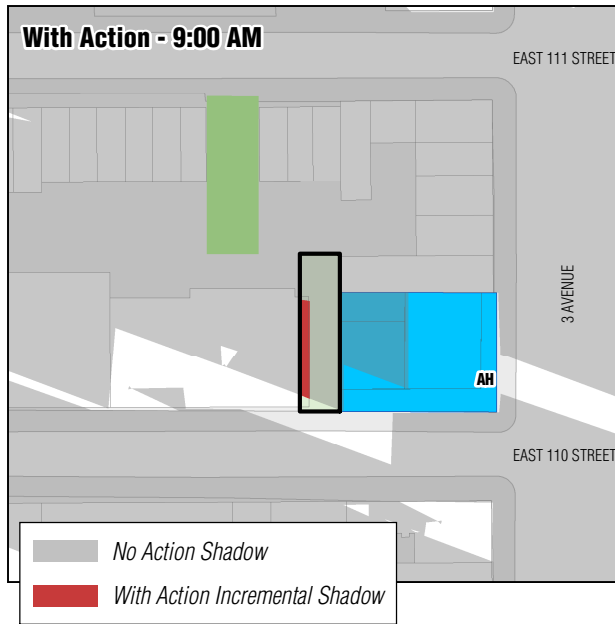 With Action - 9:00 AM
EAST 111 STREET
3 AVENUE
AH
EAST 110 STREET
No Action Shadow
With Action Incremental Shadow